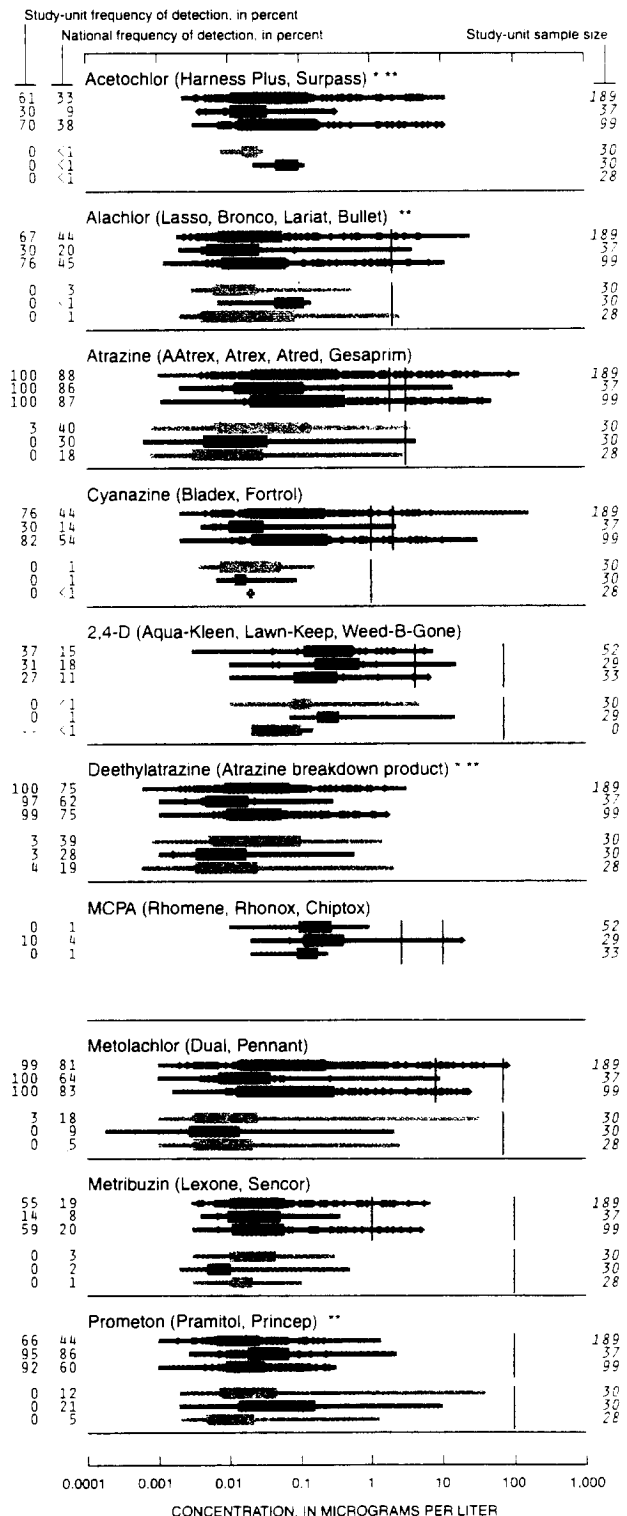 Study-unit frequency of detection, in percent
National frequency of detection, in percent Study-unit sample size
Acetochlor (Harness Plus, Surpass) * **
61 33 189
30 9 37
70 38 99
0 <1 30
0 <1 30
0 <1 28
Alachlor (Lasso, Bronco, Lariat, Bullet) **
67 44 189
30 20 37
76 45 99
0 3 30
0 <1 30
0 1 28
Atrazine (AAtrex, Atrex, Atred, Gesaprim)
100 88 189
100 86 37
100 87 99
3 40 30
0 30 30
0 18 28
Cyanazine (Bladex, Fortrol)
76 44 189
30 14 37
82 54 99
0 1 30
0 1 30
0 <1 28
2,4-D (Aqua-Kleen, Lawn-Keep, Weed-B-Gone)
37 15 52
31 18 29
27 11 33
0 <1 30
0 1 29
-- <1 0
Deethylatrazine (Atrazine breakdown product) * **
100 75 189
97 62 37
99 75 99
3 39 30
3 28 30
4 19 28
MCPA (Rhomene, Rhonox, Chiptox)
0 1 52
10 4 29
0 1 33
Metolachlor (Dual, Pennant)
99 81 189
100 64 37
100 83 99
3 18 30
0 9 30
0 5 28
Metribuzin (Lexone, Sencor)
55 19 189
14 8 37
59 20 99
0 3 30
0 2 30
0 1 28
Prometon (Pramitol, Princep) **
66 44 189
95 86 37
92 60 99
0 12 30
0 21 30
0 5 28
0.0001 0.001 0.01 0.1 1 10 100 1,000
CONCENTRATION, IN MICROGRAMS PER LITER